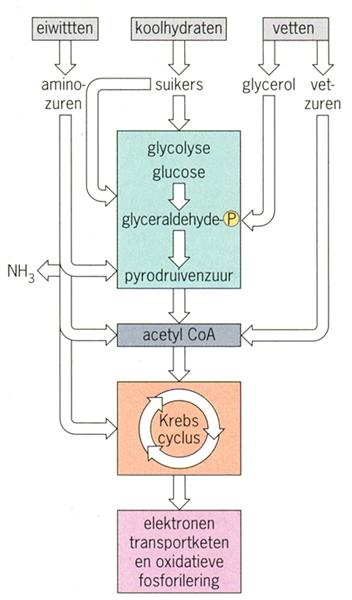 eiwittten koolhydraten vetten
amino-
zuren
suikers
glycerol
vet-
zuren
glycolyse
glucose
glyceraldehyde-P
NH3
pyrodruivenzuur
acetyl CoA
Krebs
cyclus
elektronen
transportketen
en oxidatieve
fosforilering